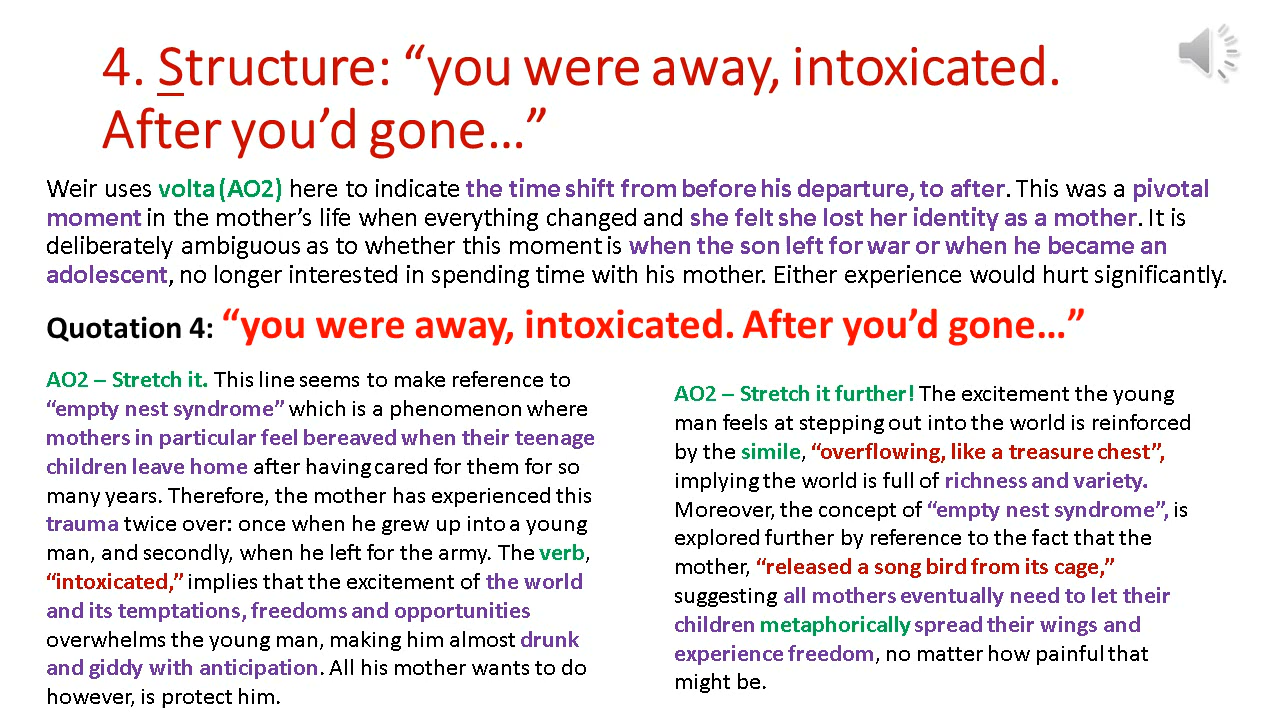 4. Structure: “you were away, intoxicated.
After you’d gone…”
Weir uses volta (AO2) here to indicate the time shift from before his departure, to after. This was a pivotal
moment in the mother’s life when everything changed and she felt she lost her identity as a mother. It is
deliberately ambiguous as to whether this moment is when the son left for war or when he became an
adolescent, no longer interested in spending time with his mother. Either experience would hurt significantly.
Quotation 4: “you were away, intoxicated. After you’d gone…”
AO2 – Stretch it. This line seems to make reference to
“empty nest syndrome” which is a phenomenon where
mothers in particular feel bereaved when their teenage
children leave home after having cared for them for so
many years. Therefore, the mother has experienced this
trauma twice over: once when he grew up into a young
man, and secondly, when he left for the army. The verb,
“intoxicated,” implies that the excitement of the world
and its temptations, freedoms and opportunities
overwhelms the young man, making him almost drunk
and giddy with anticipation. All his mother wants to do
however, is protect him.
AO2 – Stretch it further! The excitement the young
man feels at stepping out into the world is reinforced
by the simile, “overflowing, like a treasure chest”,
implying the world is full of richness and variety.
Moreover, the concept of “empty nest syndrome”, is
explored further by reference to the fact that the
mother, “released a song bird from its cage,”
suggesting all mothers eventually need to let their
children metaphorically spread their wings and
experience freedom, no matter how painful that
might be.